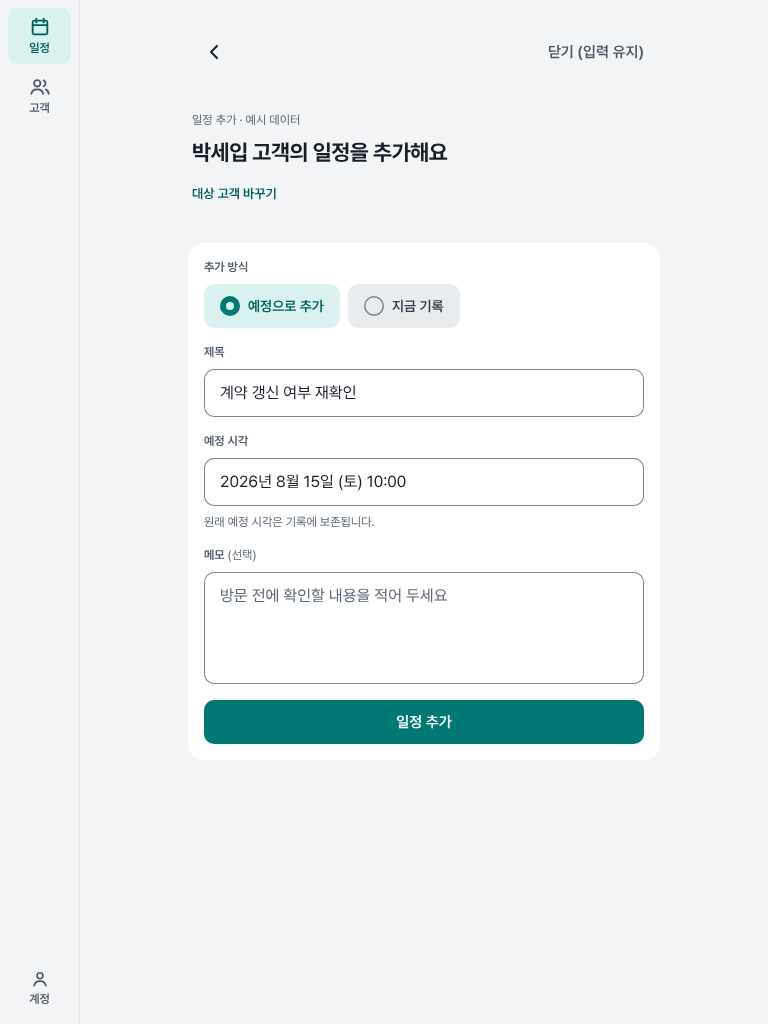 일정
고객
계정
닫기 (입력 유지)
일정 추가 · 예시 데이터
박세입 고객의 일정을 추가해요
대상 고객 바꾸기
추가 방식
예정으로 추가
지금 기록
제목
계약 갱신 여부 재확인
예정 시각
2026년 8월 15일 (토) 10:00
원래 예정 시각은 기록에 보존됩니다.
메모 (선택)
방문 전에 확인할 내용을 적어 두세요
일정 추가